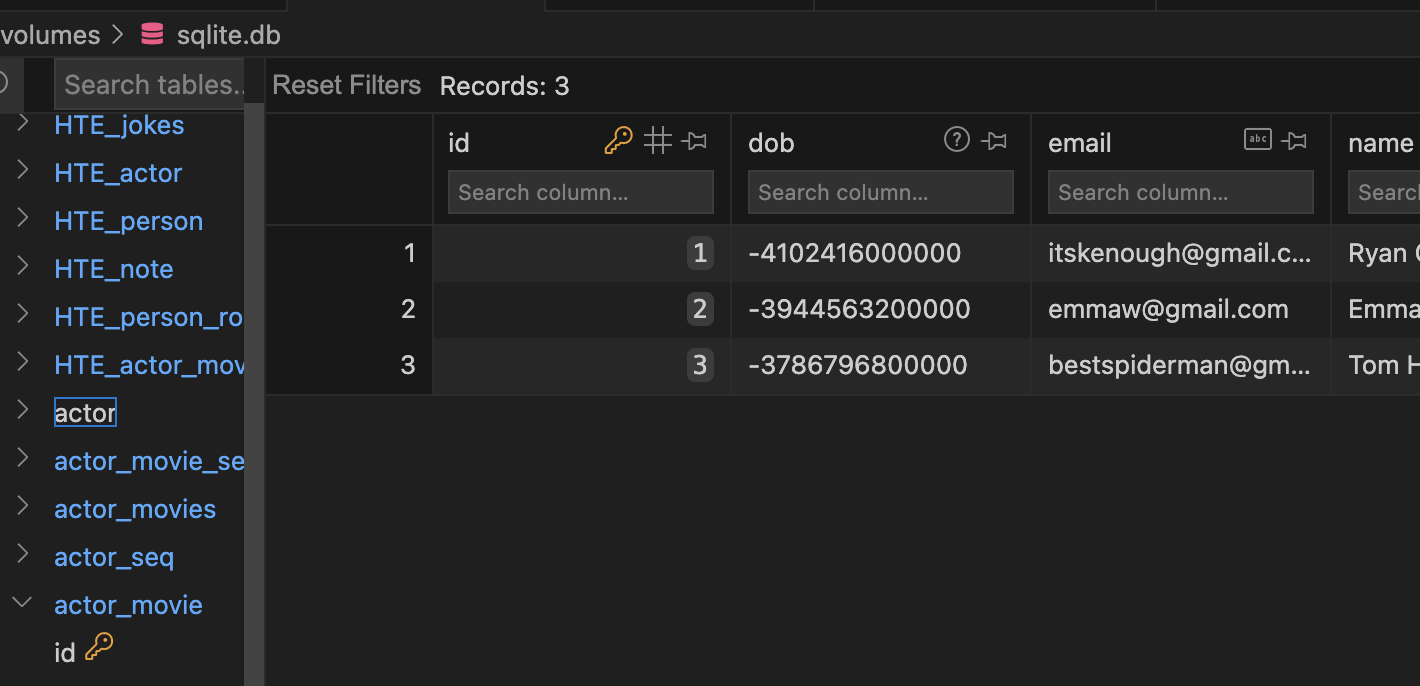 volumes > sqlite.db
Search tables..
Reset Filters Records: 3
HTE_jokes
HTE_actor
HTE_person
HTE_note
HTE_person_ro
HTE_actor_mov
actor
actor_movie_se
actor_movies
actor_seq
actor_movie
id
id dob email name
Search column... Search column... Search column... Search
1 1 -4102416000000 itskenough@gmail.c... Ryan
2 2 -3944563200000 emmaw@gmail.com Emma
3 3 -3786796800000 bestspiderman@gm... Tom H